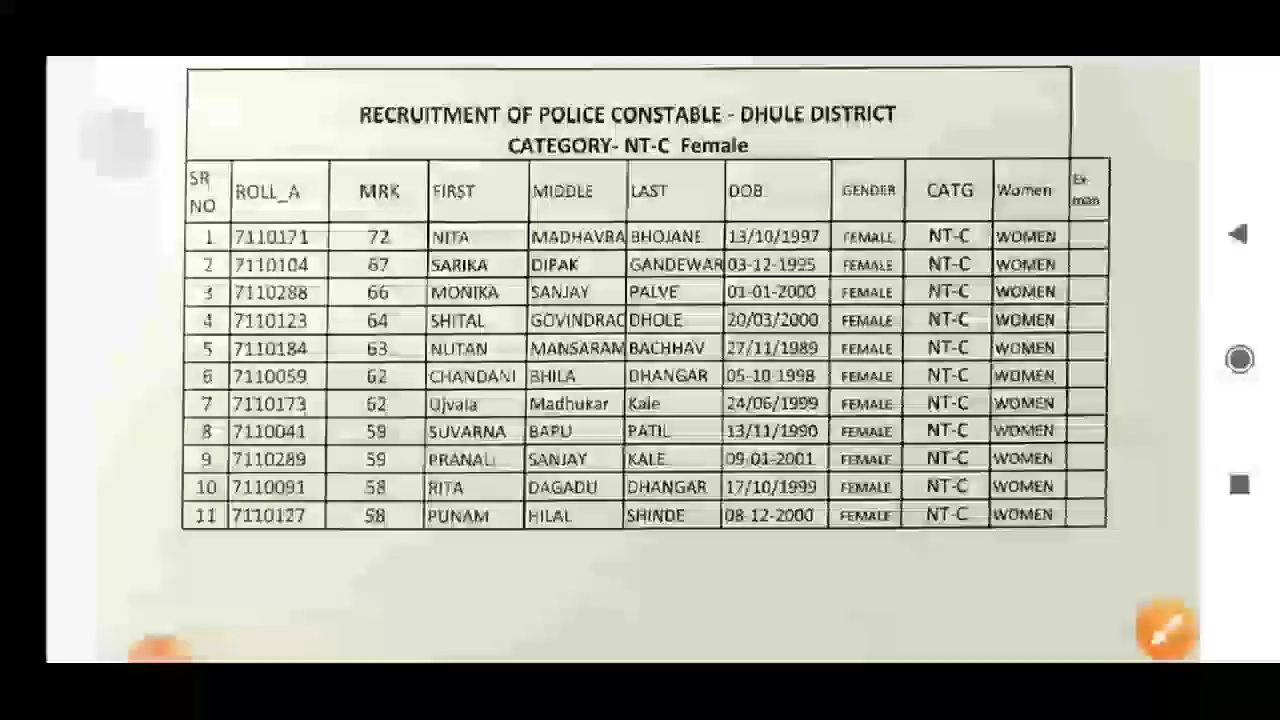 RECRUITMENT OF POLICE CONSTABLE - DHULE DISTRICT
CATEGORY- NT-C Female
SR NO ROLL_A MRK FIRST MIDDLE LAST DOB GENDER CATG Women Ex- man
1 7110171 72 NITA MADHAVRA BHOJANE 13/10/1997 FEMALE NT-C WOMEN
2 7110104 67 SARIKA DIPAK GANDEWAR 03-12-1995 FEMALE NT-C WOMEN
3 7110288 66 MONIKA SANJAY PALVE 01-01-2000 FEMALE NT-C WOMEN
4 7110123 64 SHITAL GOVINDRAO DHOLE 20/03/2000 FEMALE NT-C WOMEN
5 7110184 63 NUTAN MANSARAM BACHHAV 27/11/1989 FEMALE NT-C WOMEN
6 7110059 62 CHANDANI BHILA DHANGAR 05-10-1998 FEMALE NT-C WOMEN
7 7110173 62 Ujvala Madhukar Kale 24/06/1999 FEMALE NT-C WOMEN
8 7110041 59 SUVARNA BAPU PATIL 13/11/1990 FEMALE NT-C WOMEN
9 7110289 59 PRANALI SANJAY KALE 09-01-2001 FEMALE NT-C WOMEN
10 7110091 58 RITA DAGADU DHANGAR 17/10/1999 FEMALE NT-C WOMEN
11 7110127 58 PUNAM HILAL SHINDE 08-12-2000 FEMALE NT-C WOMEN